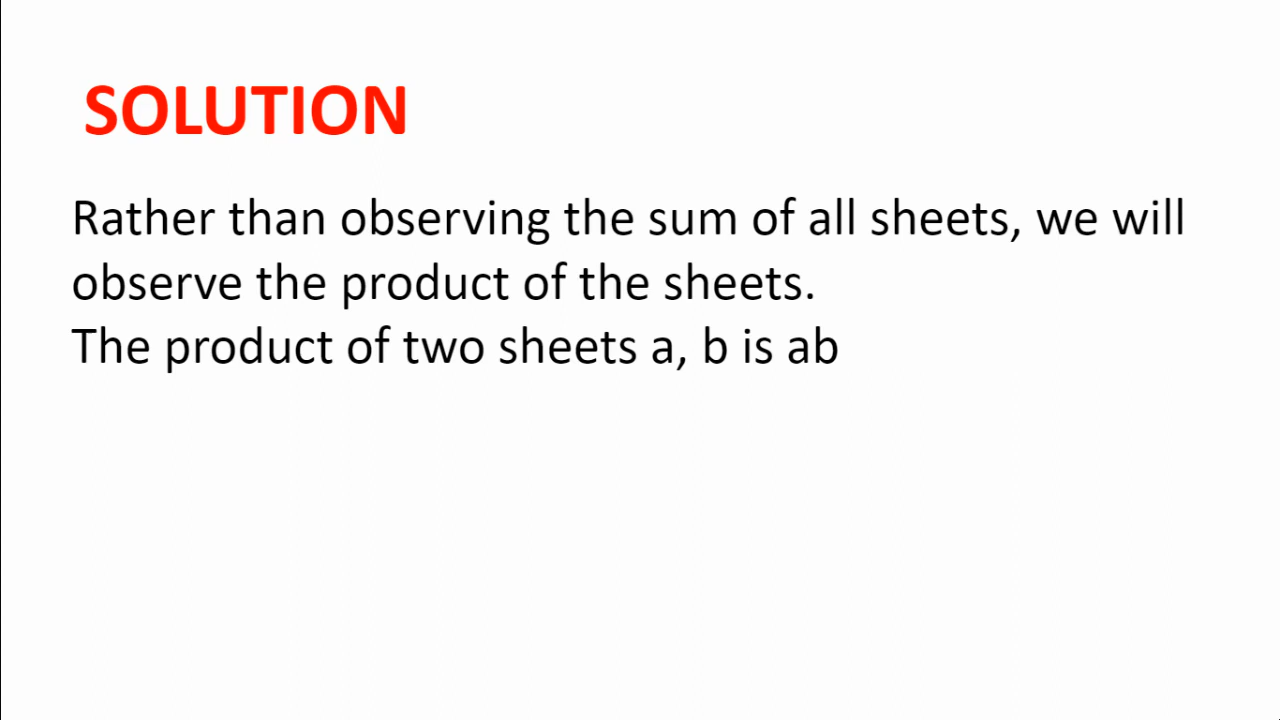 SOLUTION
Rather than observing the sum of all sheets, we will
observe the product of the sheets.
The product of two sheets a, b is ab